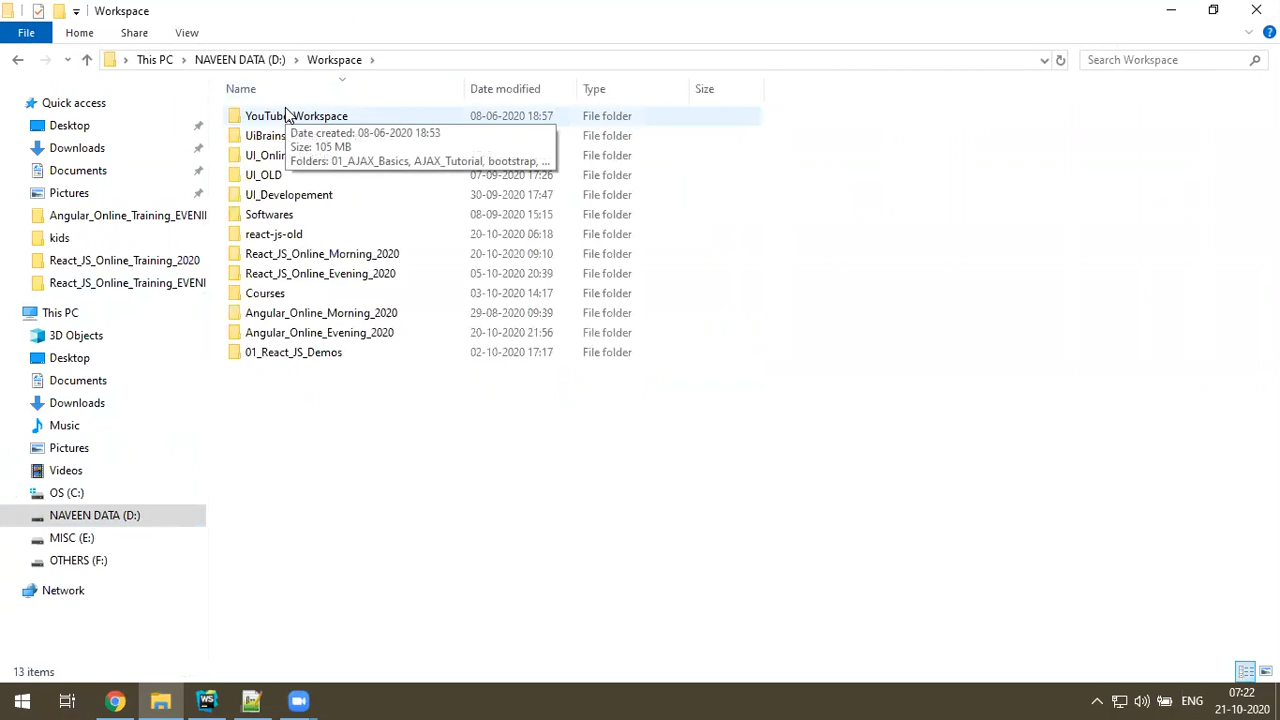 Workspace
File Home Share View
This PC NAVEEN DATA (D:) Workspace Search Workspace
Name Date modified Type Size
Quick access
Desktop
Downloads
Documents
Pictures
Angular_Online_Training_EVENI
kids
React_JS_Online_Training_2020
React_JS_Online_Training_EVENI
This PC
3D Objects
Desktop
Documents
Downloads
Music
Pictures
Videos
OS (C:)
NAVEEN DATA (D:)
MISC (E:)
OTHERS (F:)
Network
YouTube Workspace 08-06-2020 18:57 File folder
UiBrains File folder
Date created: 08-06-2020 18:53
Size: 105 MB
Folders: 01_AJAX_Basics, AJAX_Tutorial, bootstrap, ...
UI_Onlin File folder
UI_OLD 07-09-2020 17:26 File folder
UI_Developement 30-09-2020 17:47 File folder
Softwares 08-09-2020 15:15 File folder
react-js-old 20-10-2020 06:18 File folder
React_JS_Online_Morning_2020 20-10-2020 09:10 File folder
React_JS_Online_Evening_2020 05-10-2020 20:39 File folder
Courses 03-10-2020 14:17 File folder
Angular_Online_Morning_2020 29-08-2020 09:39 File folder
Angular_Online_Evening_2020 20-10-2020 21:56 File folder
01_React_JS_Demos 02-10-2020 17:17 File folder
13 items
WS
ENG
07:22
21-10-2020